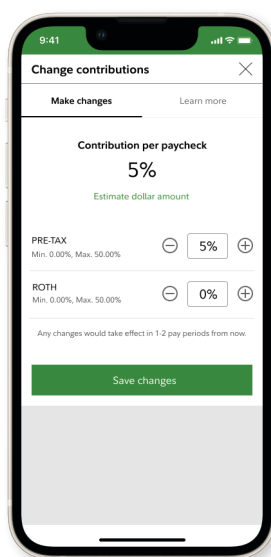 9:41
Change contributions
Make changes
Learn more
Contribution per paycheck
5%
Estimate dollar amount
PRE-TAX
Min. 0.00%, Max. 50.00%
5%
ROTH
Min. 0.00%, Max. 50.00%
0%
Any changes would take effect in 1-2 pay periods from now.
Save changes